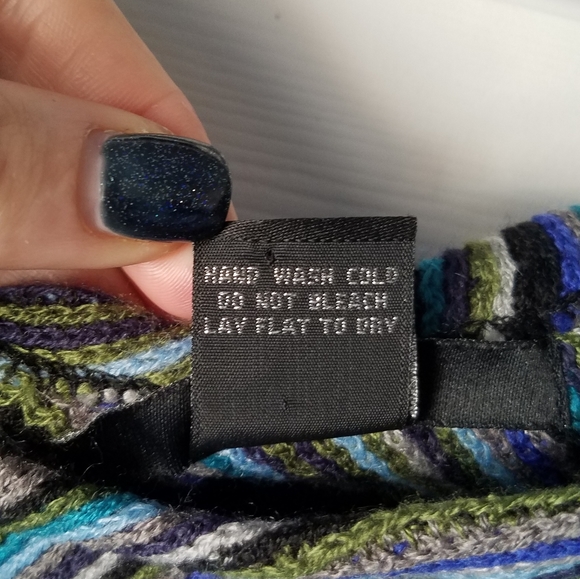 HAND WASH COLD
DO NOT BLEACH
LAY FLAT TO DRY